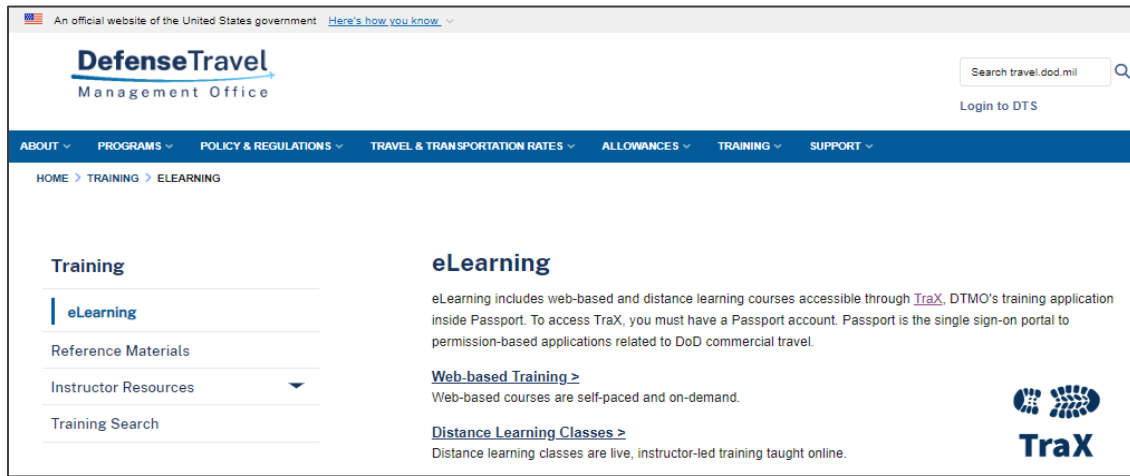 An official website of the United States government Here's how you know
DefenseTravel
Management Office
Search travel.dod.mil
Login to DTS
ABOUT PROGRAMS POLICY & REGULATIONS TRAVEL & TRANSPORTATION RATES ALLOWANCES TRAINING SUPPORT
HOME > TRAINING > ELEARNING
Training
eLearning
Reference Materials
Instructor Resources
Training Search
eLearning
eLearning includes web-based and distance learning courses accessible through TraX, DTMO's training application
inside Passport. To access TraX, you must have a Passport account. Passport is the single sign-on portal to
permission-based applications related to DoD commercial travel.
Web-based Training >
Web-based courses are self-paced and on-demand.
Distance Learning Classes >
Distance learning classes are live, instructor-led training taught online.
TraX